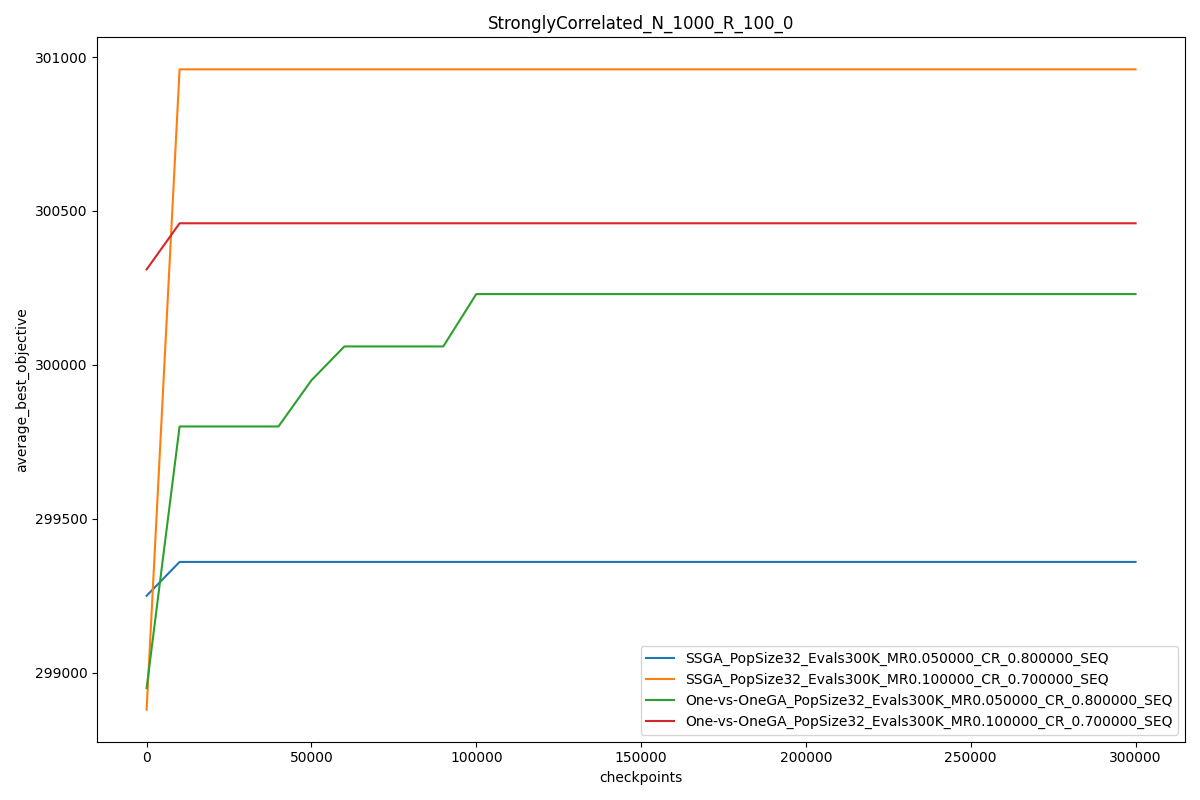 StronglyCorrelated_N_1000_R_100_0
301000
300500
300000
299500
299000
average_best_objective
SSGA_PopSize32_Evals300K_MR0.050000_CR_0.800000_SEQ
SSGA_PopSize32_Evals300K_MR0.100000_CR_0.700000_SEQ
One-vs-OneGA_PopSize32_Evals300K_MR0.050000_CR_0.800000_SEQ
One-vs-OneGA_PopSize32_Evals300K_MR0.100000_CR_0.700000_SEQ
0 50000 100000 150000 200000 250000 300000
checkpoints